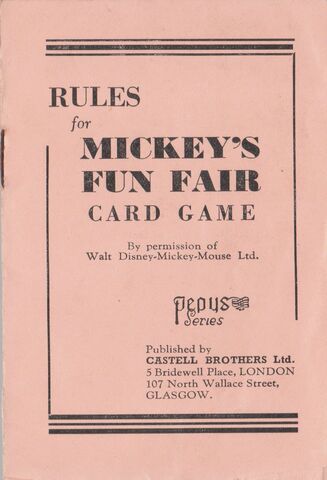 RULES
for
MICKEY'S
FUN FAIR
CARD GAME
By permission of
Walt Disney-Mickey-Mouse Ltd.
Pepys
Series
Published by
CASTELL BROTHERS Ltd.
5 Bridewell Place, LONDON
107 North Wallace Street,
GLASGOW.